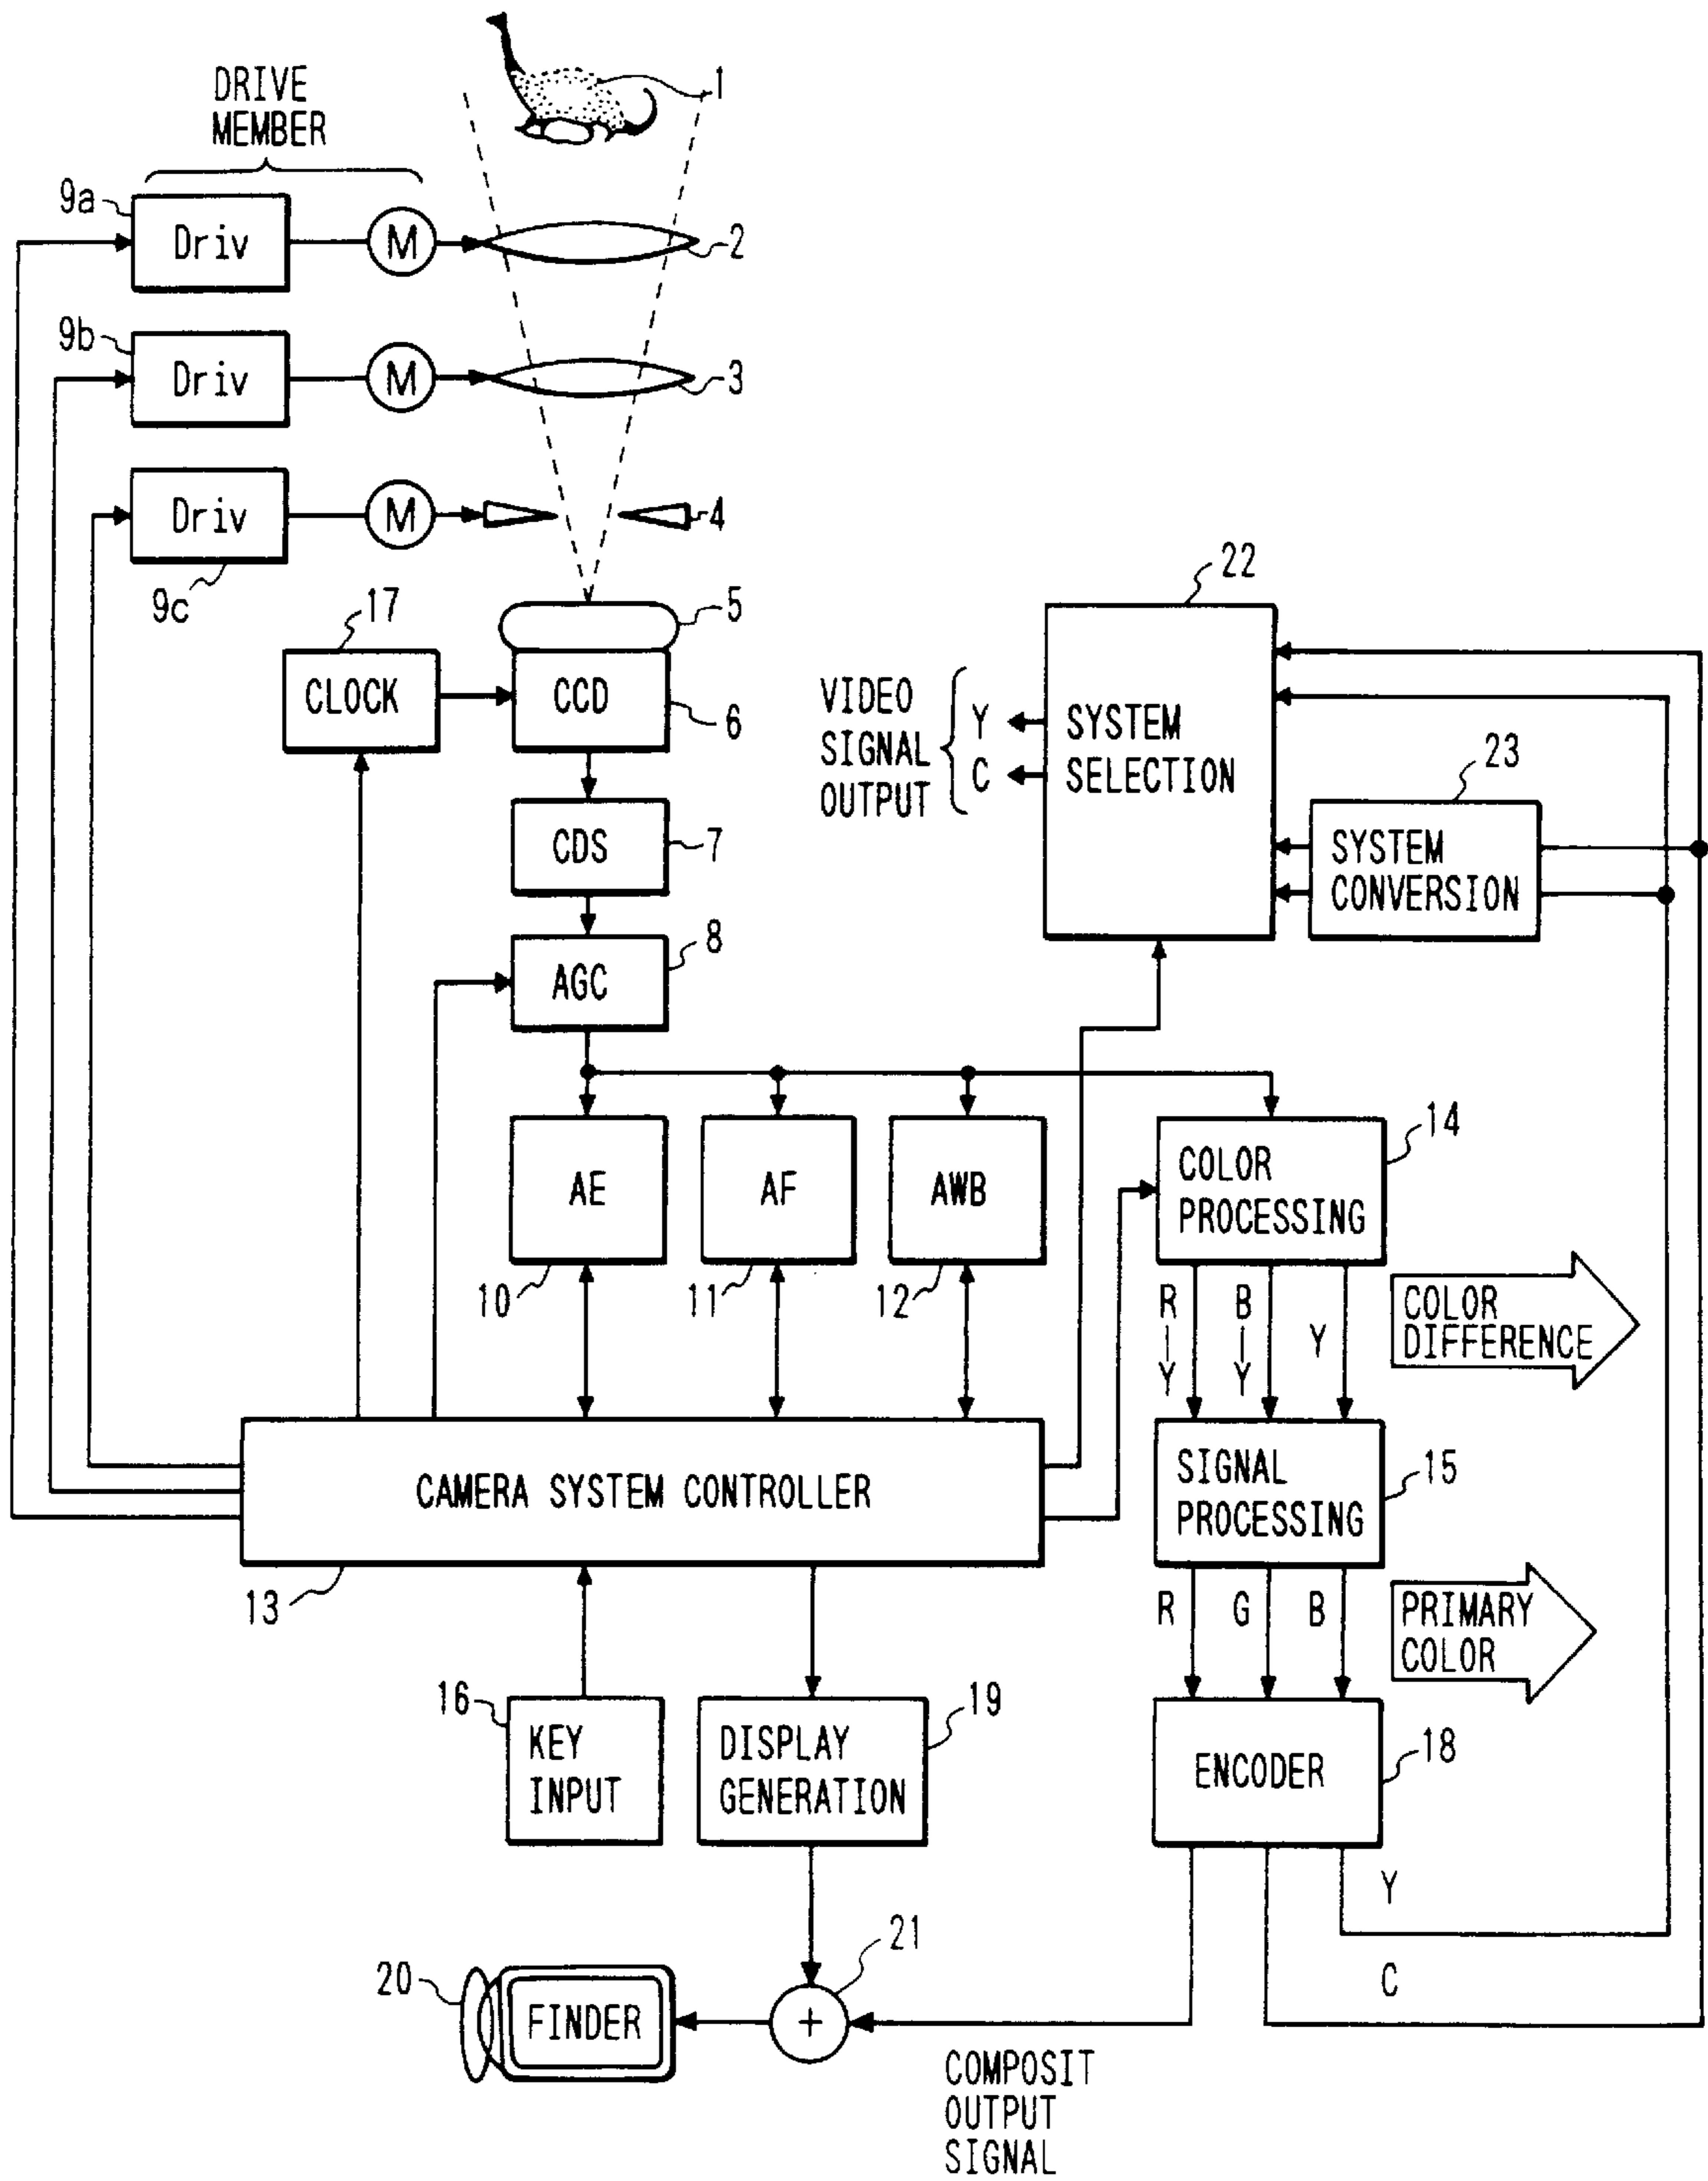 1
DRIVE
MEMBER
9a
Driv
M
2
9b
Driv
M
3
Driv
M
4
9c
22
17
5
CLOCK
CCD
6
VIDEO
SIGNAL
OUTPUT
Y
C
SYSTEM
SELECTION
23
CDS
7
SYSTEM
CONVERSION
8
AGC
14
AE
AF
AWB
COLOR
PROCESSING
10
11
12
R-Y
B-Y
Y
COLOR
DIFFERENCE
CAMERA SYSTEM CONTROLLER
SIGNAL
PROCESSING
15
13
R
G
B
PRIMARY
COLOR
16
19
KEY
INPUT
DISPLAY
GENERATION
ENCODER
18
Y
21
20
C
FINDER
+
COMPOSIT
OUTPUT
SIGNAL